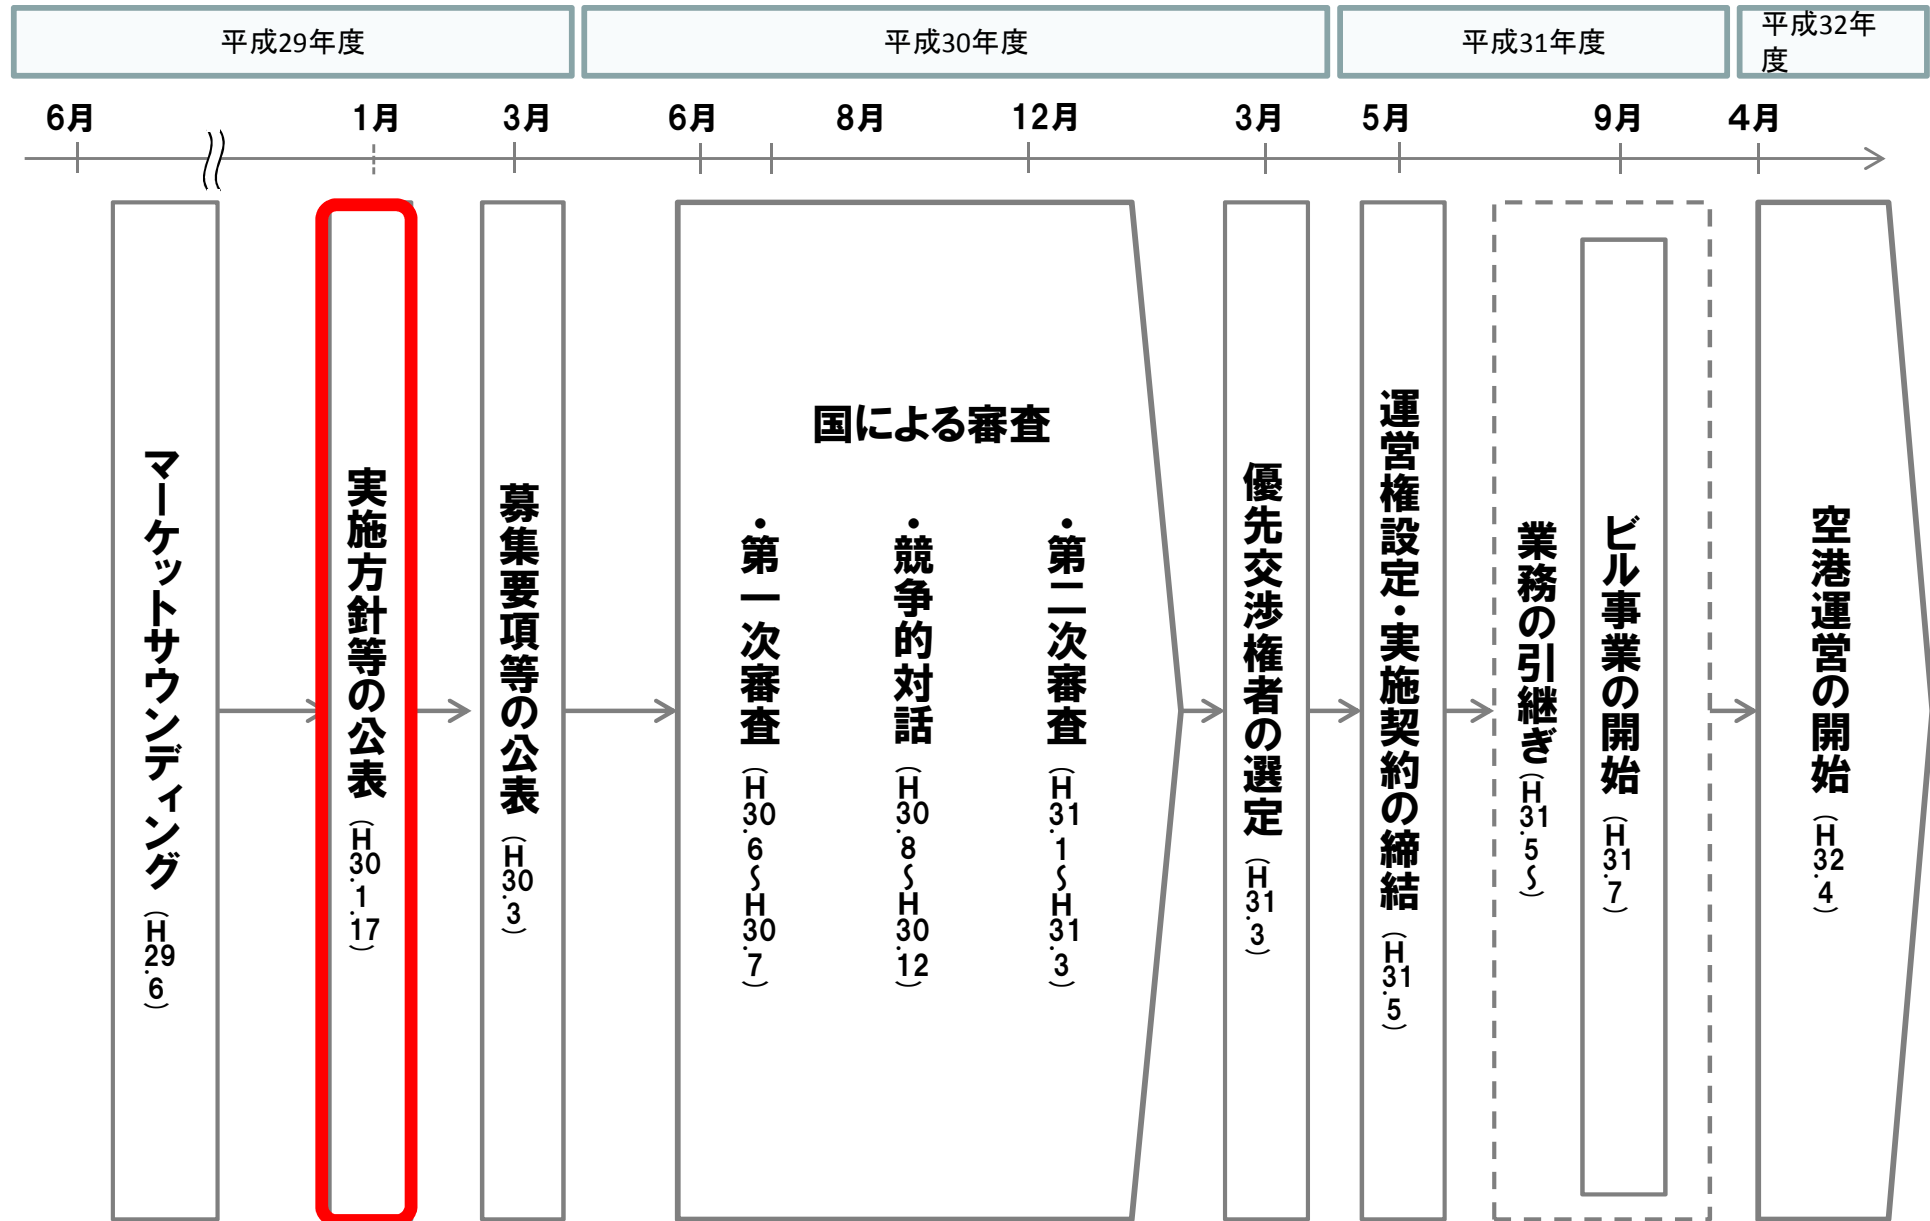 平成29年度
平成30年度
平成31年度
平成32年
度
6月
1月
3月
6月
8月
12月
3月
5月
9月
4月
マーケットサウンディング（H29.6）
実施方針等の公表（H30.1.17）
募集要項等の公表（H30.3）
国による審査
・第一次審査（H30.6～H30.7）
・競争的対話（H30.8～H30.12）
・第二次審査（H31.1～H31.3）
優先交渉権者の選定（H31.3）
運営権設定・実施契約の締結（H31.5）
業務の引継ぎ（H31.5～）
ビル事業の開始（H31.7）
空港運営の開始（H32.4）